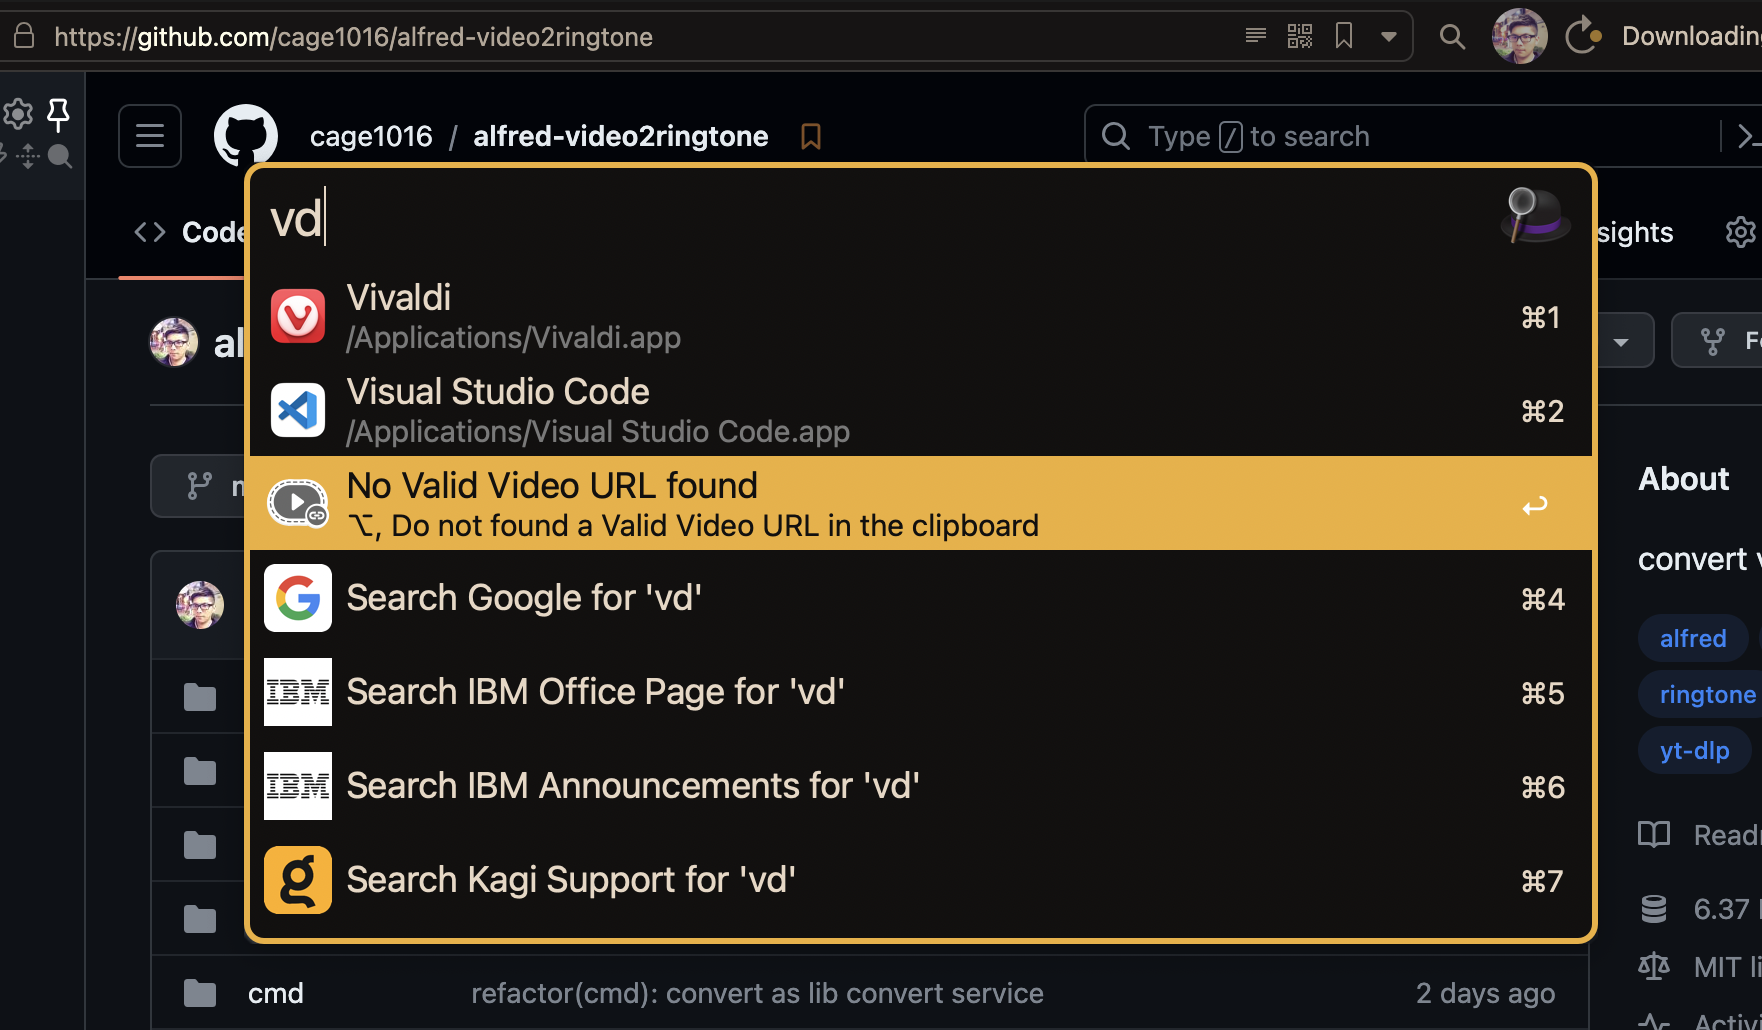 https://github.com/cage1016/alfred-video2ringtone
Downloading
cage1016 / alfred-video2ringtone
Type / to search
Code
sights
vd
Vivaldi
/Applications/Vivaldi.app
⌘1
Visual Studio Code
/Applications/Visual Studio Code.app
⌘2
No Valid Video URL found
⌥, Do not found a Valid Video URL in the clipboard
Search Google for 'vd'
⌘4
Search IBM Office Page for 'vd'
⌘5
IBM
Search IBM Announcements for 'vd'
⌘6
IBM
Search Kagi Support for 'vd'
⌘7
al
About
convert
alfred
ringtone
yt-dlp
Read
6.37
MIT li
Activi
cmd
refactor(cmd): convert as lib convert service
2 days ago